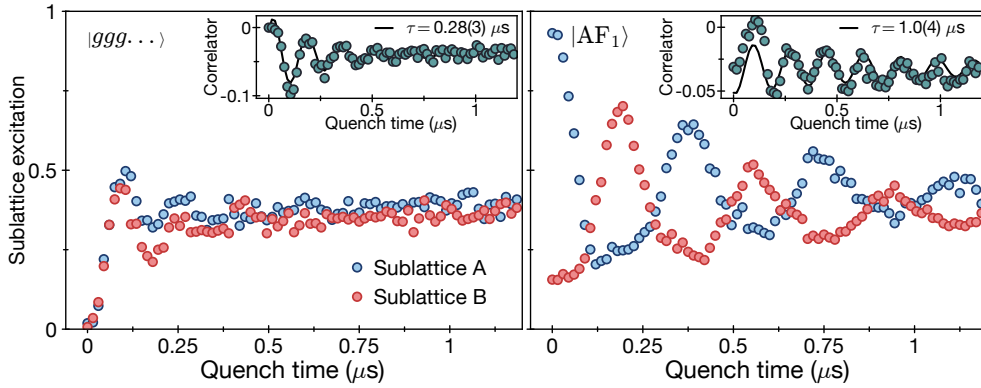 Sublattice excitation
1
0.5
0
|ggg...⟩
Correlator
0
-0.1
τ = 0.28(3) μs
0
0.5
1
Quench time (μs)
Sublattice A
Sublattice B
0
0.25
0.5
0.75
1
Quench time (μs)
|AF₁⟩
Correlator
0
-0.05
τ = 1.0(4) μs
0
0.5
1
Quench time (μs)
0
0.25
0.5
0.75
1
Quench time (μs)